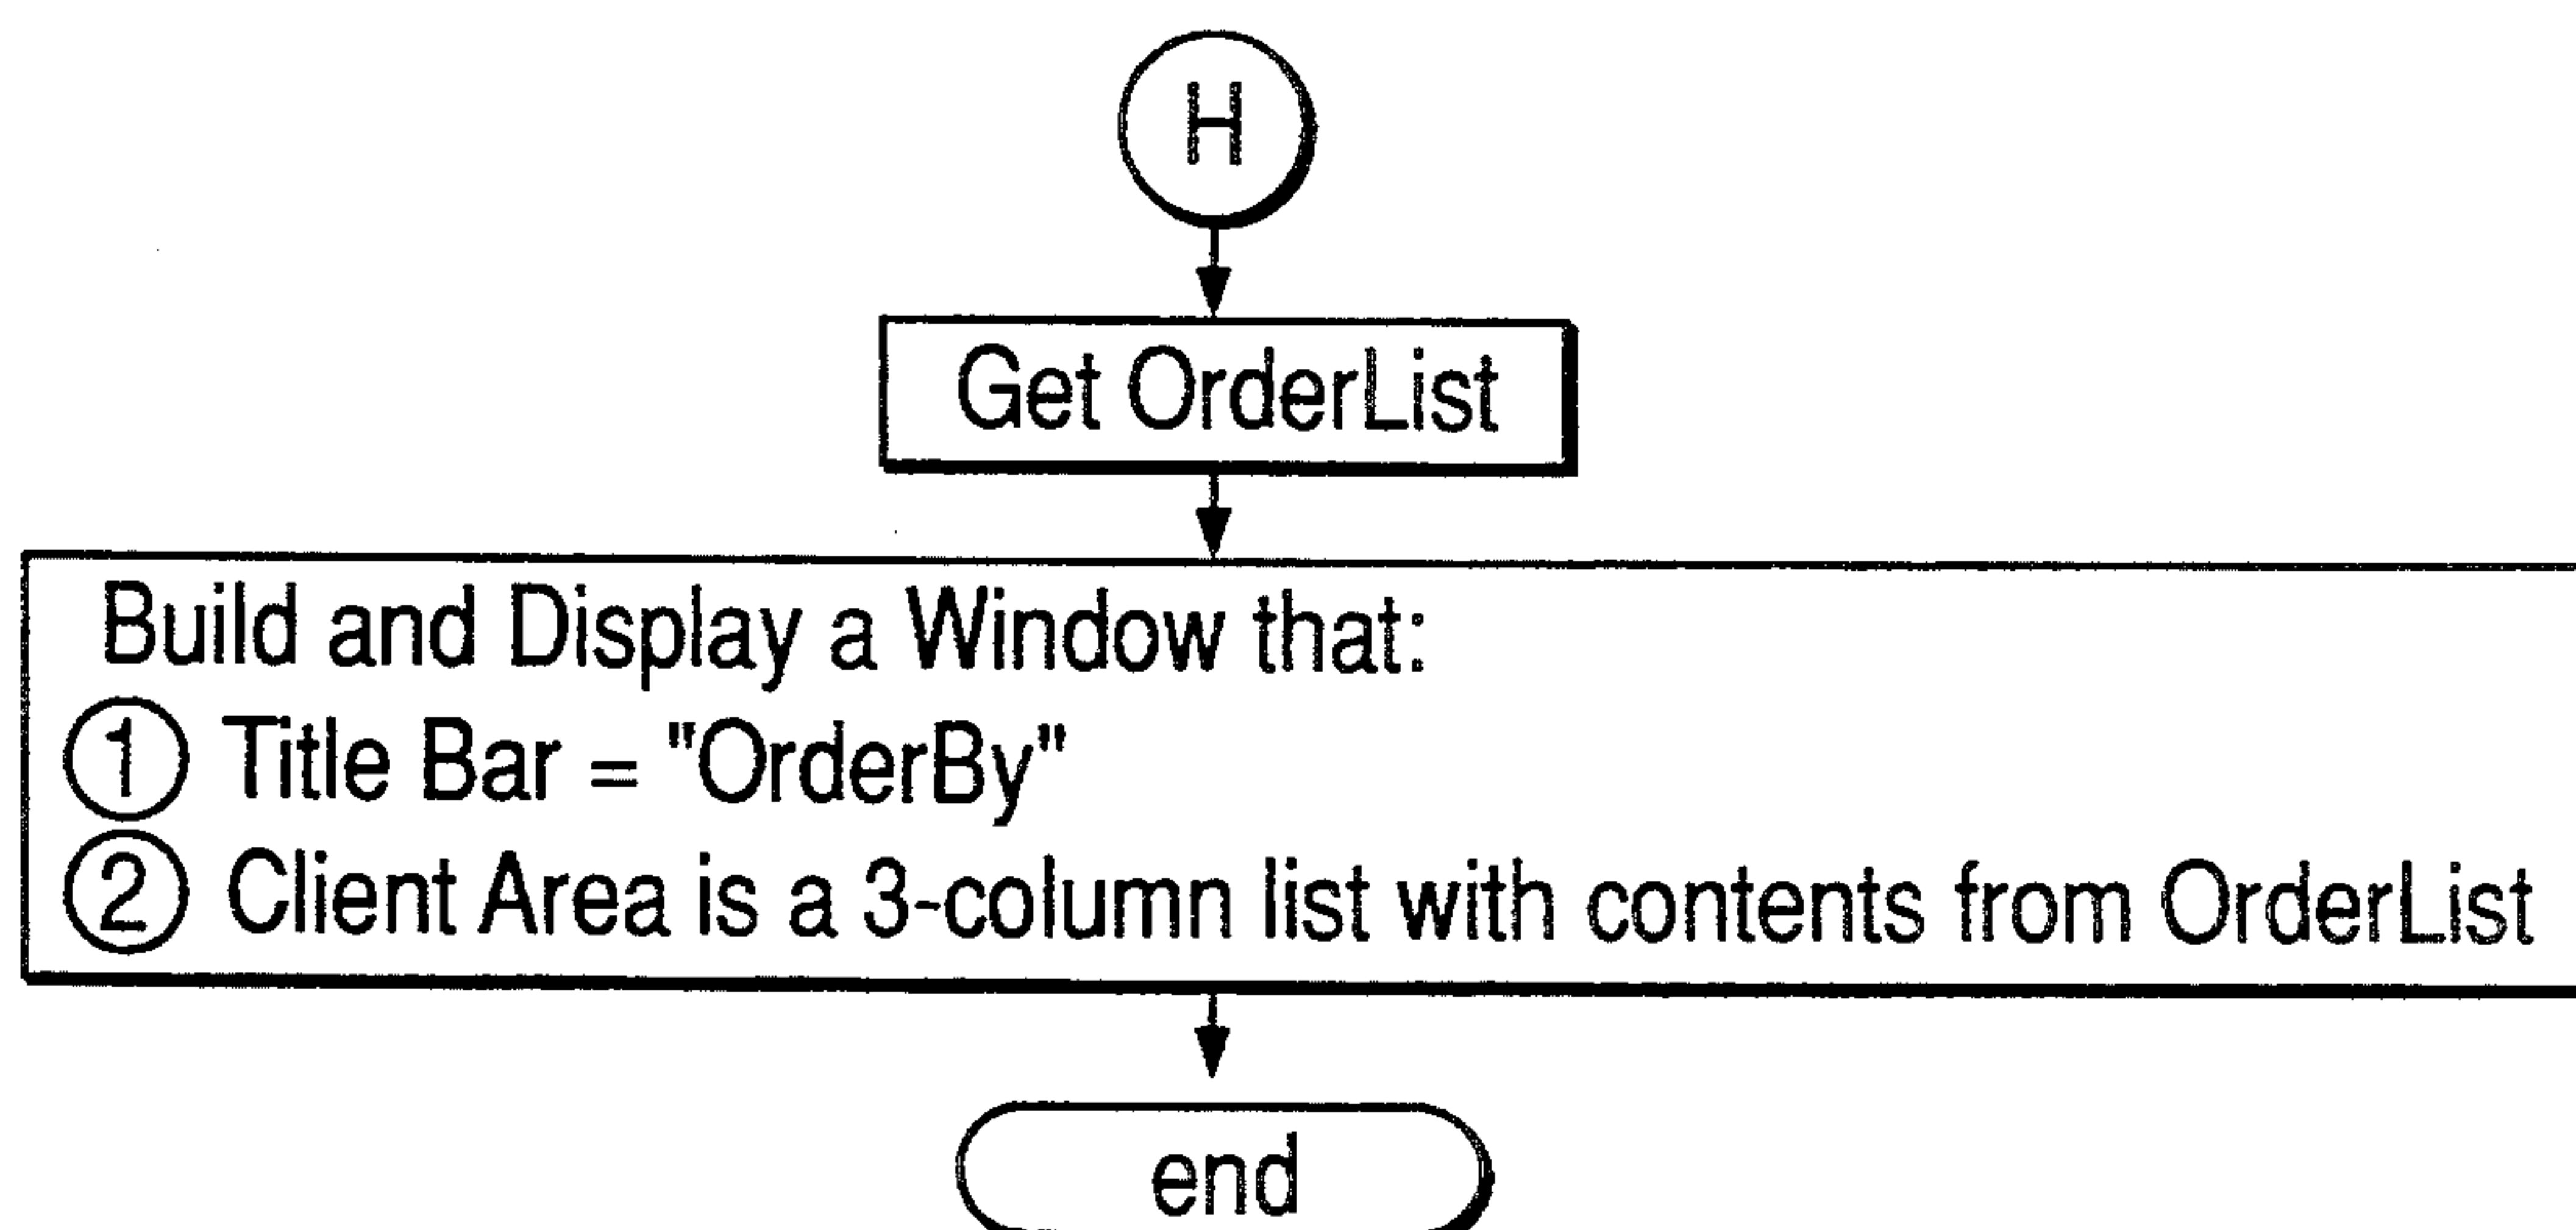 H
Get OrderList
Build and Display a Window that:
① Title Bar = "OrderBy"
② Client Area is a 3-column list with contents from OrderList
end